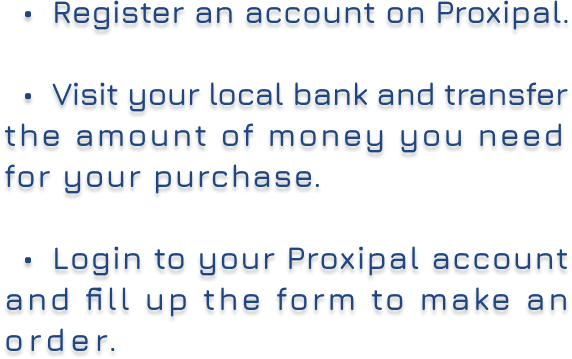 • Register an account on Proxipal.
• Visit your local bank and transfer
the amount of money you need
for your purchase.
• Login to your Proxipal account
and fill up the form to make an
order.